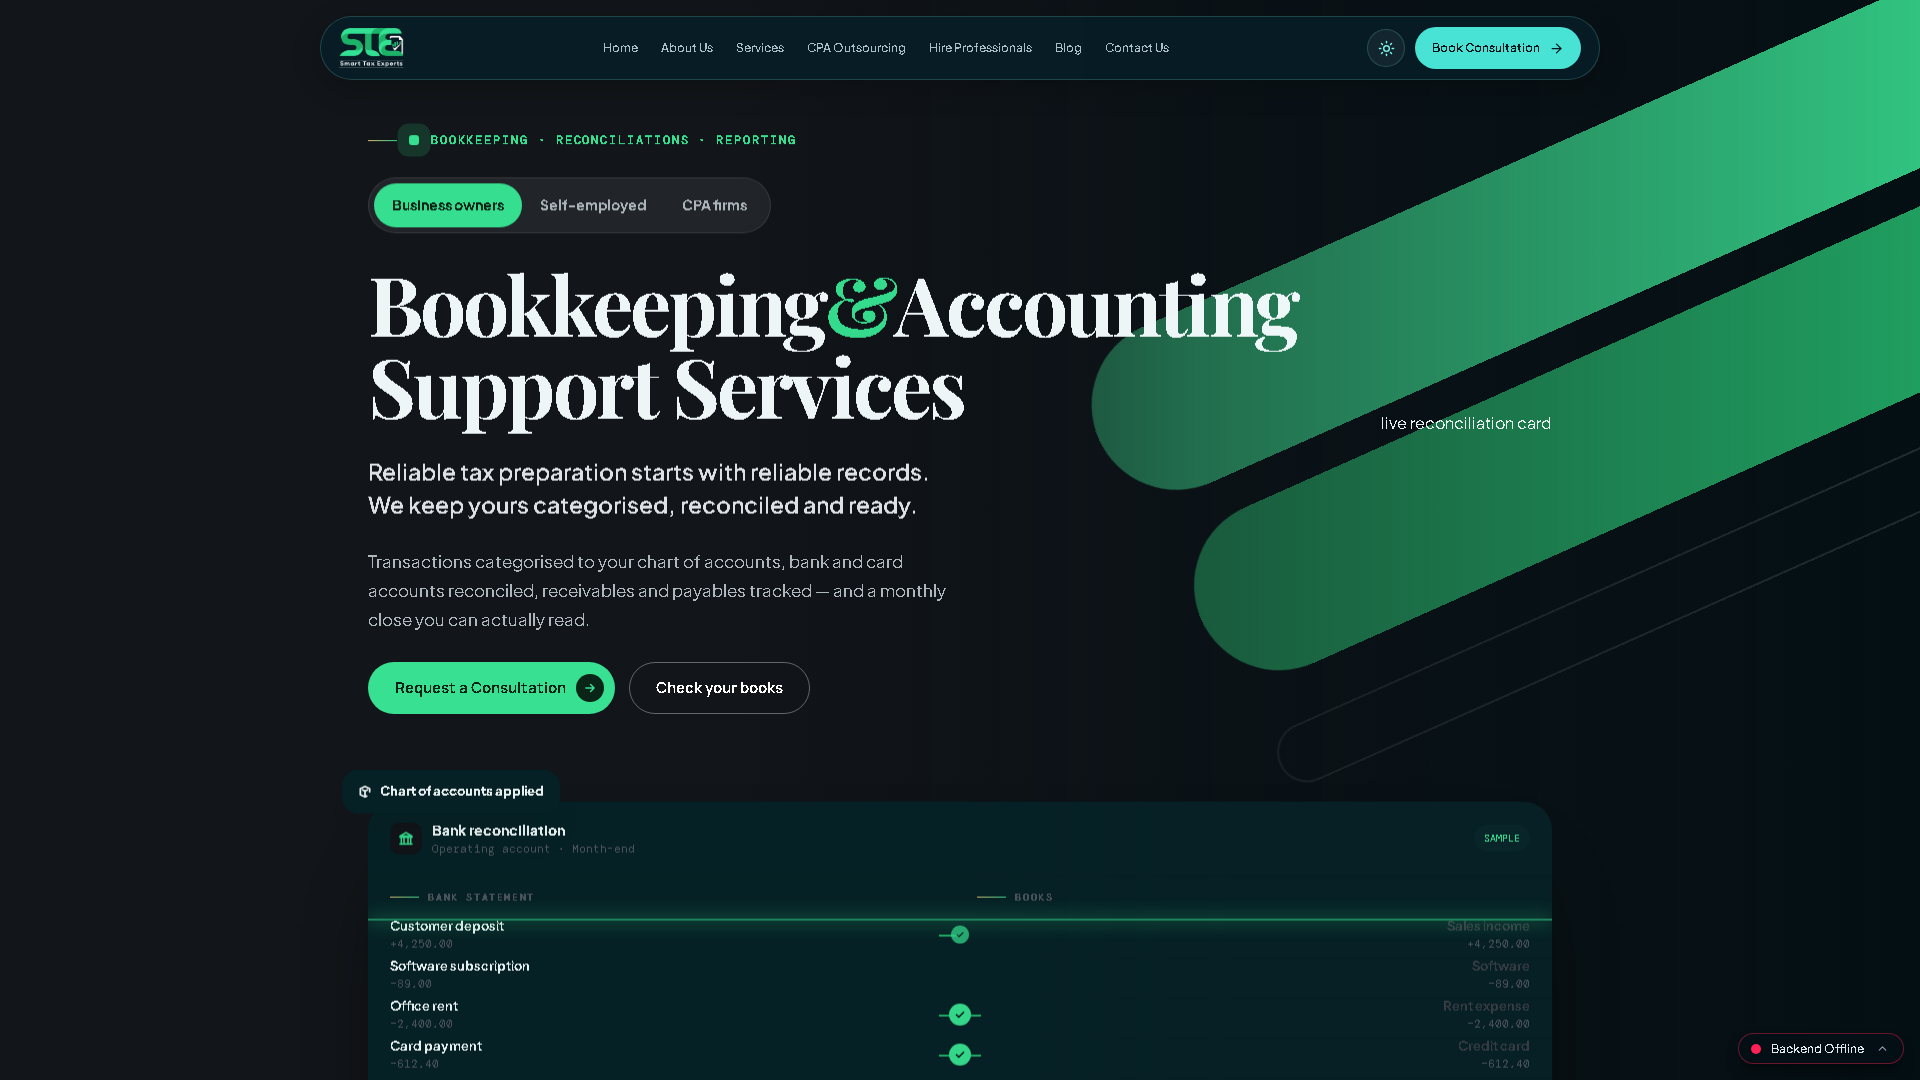 STE
Smart Tax Experts
Home
About Us
Services
CPA Outsourcing
Hire Professionals
Blog
Contact Us
Book Consultation
BOOKKEEPING · RECONCILIATIONS · REPORTING
Business owners
Self-employed
CPA firms
Bookkeeping & Accounting
Support Services
live reconciliation card
Reliable tax preparation starts with reliable records.
We keep yours categorised, reconciled and ready.
Transactions categorised to your chart of accounts, bank and card
accounts reconciled, receivables and payables tracked — and a monthly
close you can actually read.
Request a Consultation
Check your books
Chart of accounts applied
Bank reconciliation
Operating account · Month-end
SAMPLE
BANK STATEMENT
BOOKS
Customer deposit
+4,250.00
Sales income
+4,250.00
Software subscription
-89.00
Software
-89.00
Office rent
-2,400.00
Rent expense
-2,400.00
Card payment
-612.40
Credit card
-612.40
Backend Offline